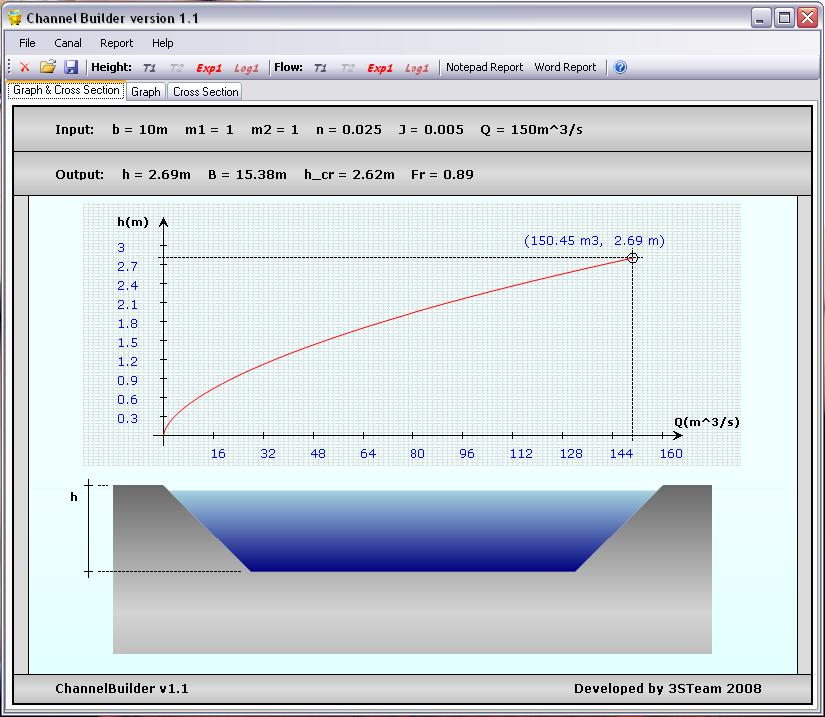 Channel Builder version 1.1
File Canal Report Help
Height: T1 T2 Exp1 Log1 Flow: T1 T2 Exp1 Log1 Notepad Report Word Report ?
Graph & Cross Section Graph Cross Section
Input: b = 10m m1 = 1 m2 = 1 n = 0.025 J = 0.005 Q = 150m^3/s
Output: h = 2.69m B = 15.38m h_cr = 2.62m Fr = 0.89
h(m)
(150.45 m3, 2.69 m)
3
2.7
2.4
2.1
1.8
1.5
1.2
0.9
0.6
0.3
Q(m^3/s)
16 32 48 64 80 96 112 128 144 160
h
ChannelBuilder v1.1 Developed by 3STeam 2008